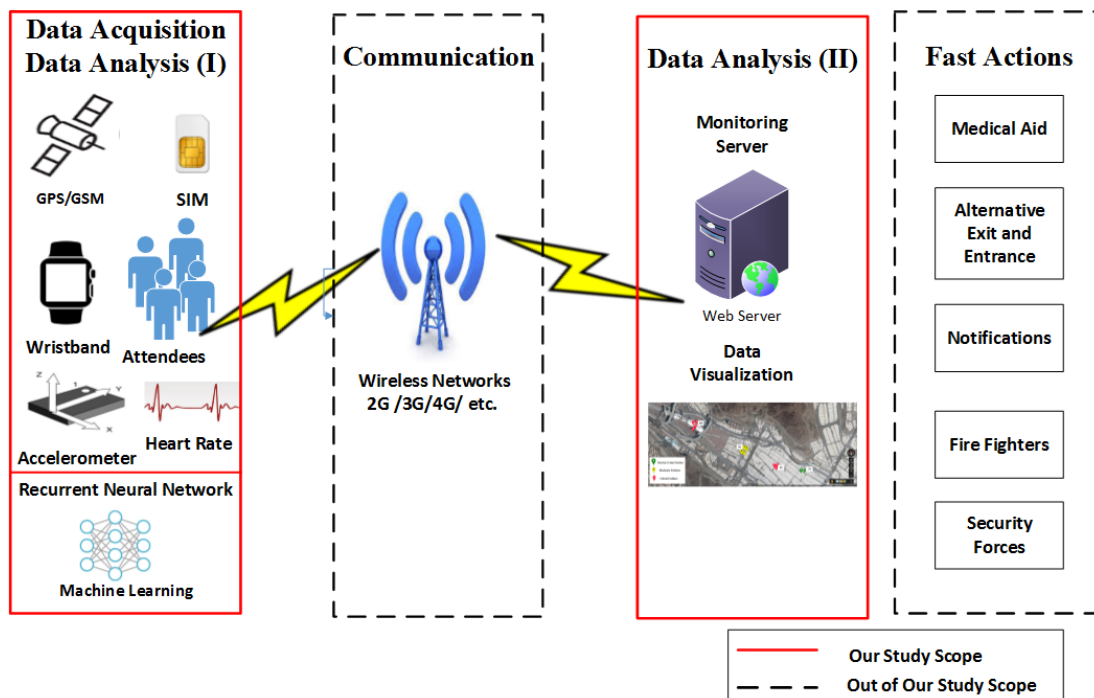 Data Acquisition
Data Analysis (I)
GPS/GSM
SIM
Wristband
Attendees
Z
Y
X
Accelerometer
Heart Rate
Recurrent Neural Network
Machine Learning
Communication
Wireless Networks
2G /3G/4G/ etc.
Data Analysis (II)
Monitoring
Server
Web Server
Data
Visualization
Fast Actions
Medical Aid
Alternative
Exit and
Entrance
Notifications
Fire Fighters
Security
Forces
Our Study Scope
Out of Our Study Scope